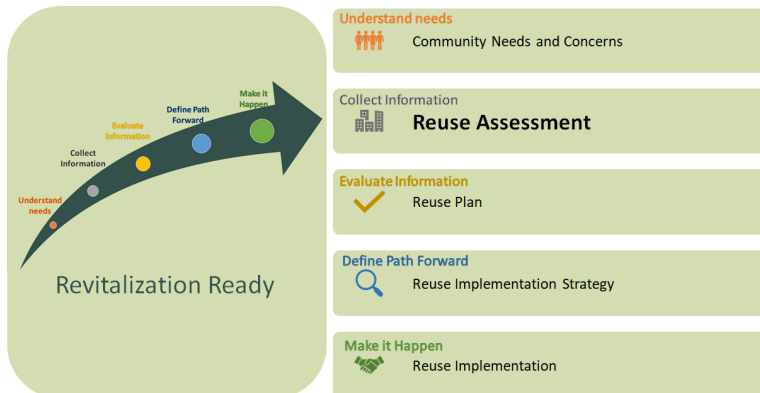 Make it
Happen
Define Path
Forward
Evaluate
Information
Collect
Information
Understand
needs
Revitalization Ready
Understand needs
Community Needs and Concerns
Collect Information
Reuse Assessment
Evaluate Information
Reuse Plan
Define Path Forward
Reuse Implementation Strategy
Make it Happen
Reuse Implementation